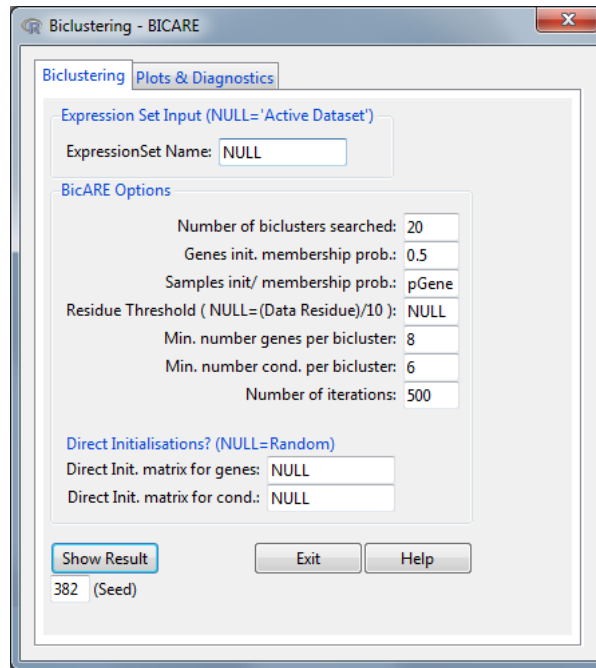 Biclustering - BICARE
Biclustering Plots & Diagnostics
Expression Set Input (NULL='Active Dataset')
ExpressionSet Name: NULL
BicARE Options
Number of biclusters searched: 20
Genes init. membership prob.: 0.5
Samples init/ membership prob.: pGene
Residue Threshold ( NULL=(Data Residue)/10 ): NULL
Min. number genes per bicluster: 8
Min. number cond. per bicluster: 6
Number of iterations: 500
Direct Initialisations? (NULL=Random)
Direct Init. matrix for genes: NULL
Direct Init. matrix for cond.: NULL
Show Result Exit Help
382 (Seed)